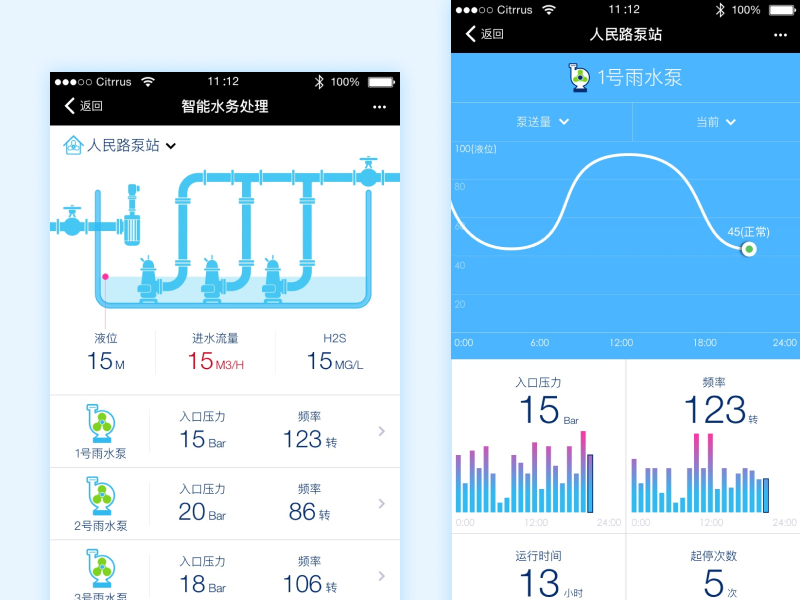 Citrrus 11:12 100%
返回 智能水务处理
人民路泵站
液位 进水流量 H2S
15 M 15 M3/H 15 MG/L
入口压力 频率
15 Bar 123 转
1号雨水泵
入口压力 频率
20 Bar 86 转
2号雨水泵
入口压力 频率
18 Bar 106 转
3号雨水泵
Citrrus 11:12 100%
返回 人民路泵站
1号雨水泵
泵送量 当前
100(液位)
80
60
45(正常)
40
20
0:00 6:00 12:00 18:00 24:00
入口压力 频率
15 Bar 123 转
0:00 12:00 24:00 0:00 12:00 24:00
运行时间 起停次数
13 小时 5 次